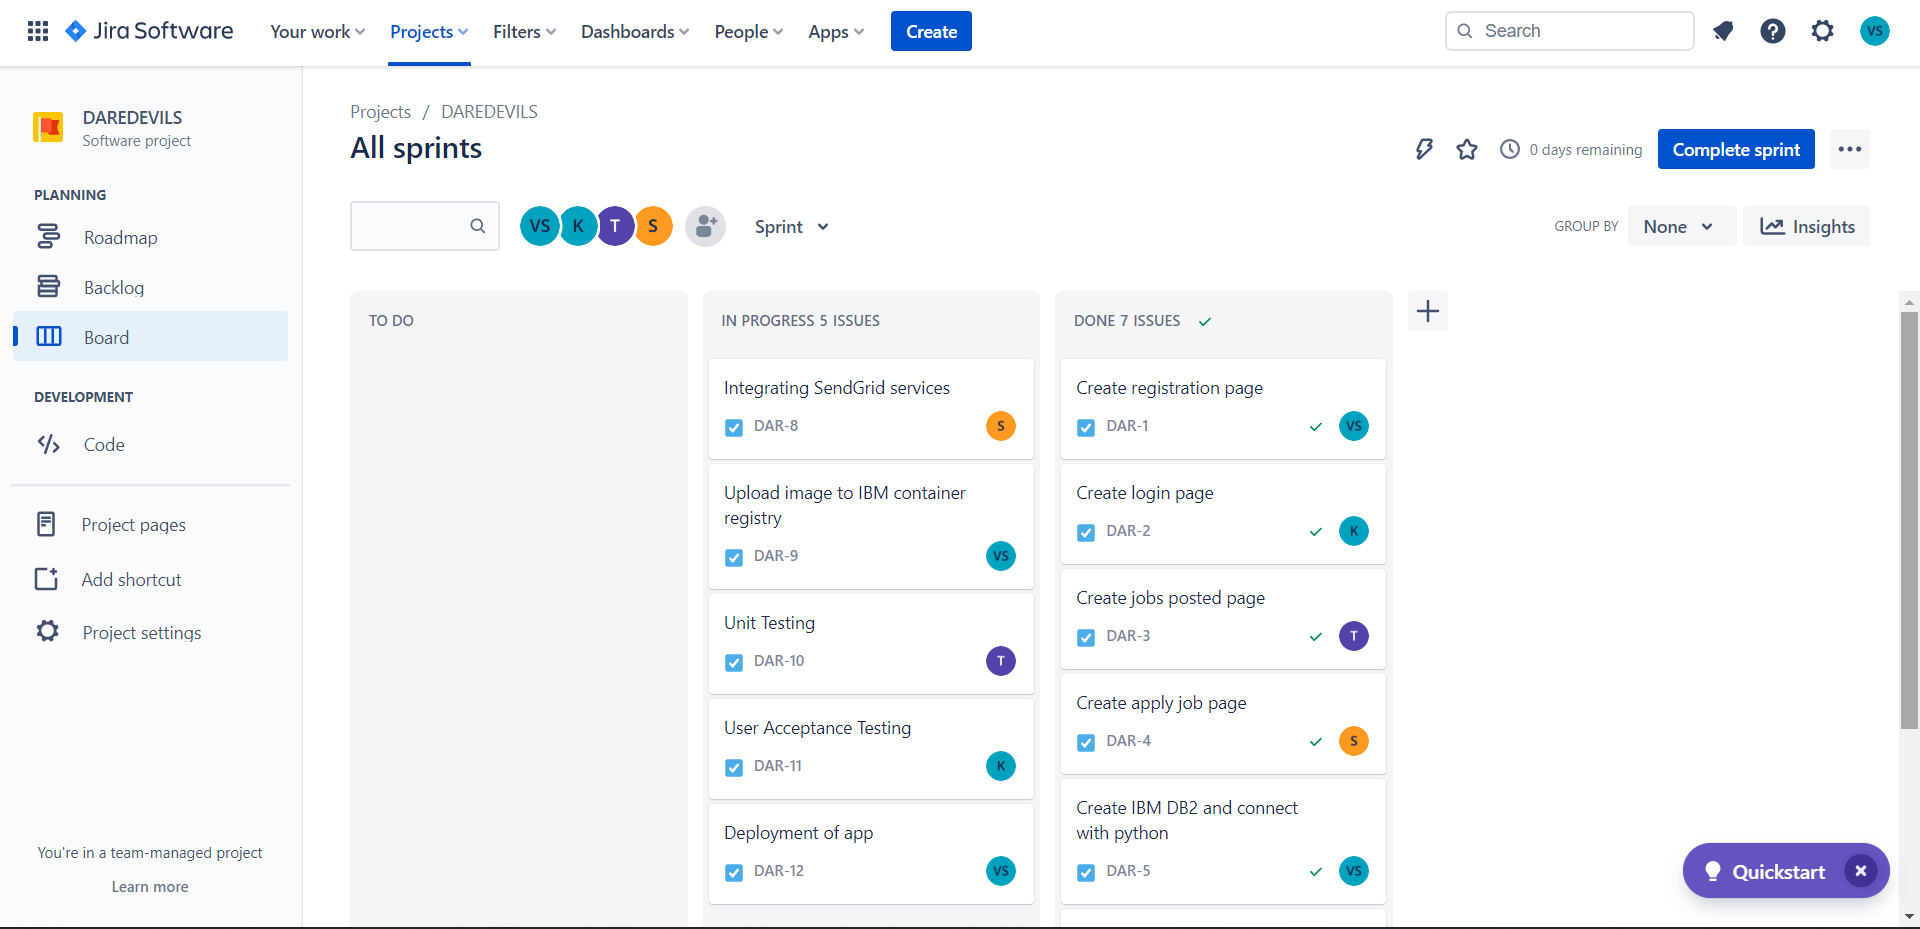 Jira Software
Your work
Projects
Filters
Dashboards
People
Apps
Create
Search
VS
DAREDEVILS
Software project
PLANNING
Roadmap
Backlog
Board
DEVELOPMENT
Code
Project pages
Add shortcut
Project settings
You're in a team-managed project
Learn more
Projects / DAREDEVILS
All sprints
0 days remaining
Complete sprint
VS K T S
Sprint
GROUP BY
None
Insights
TO DO
IN PROGRESS 5 ISSUES
Integrating SendGrid services
DAR-8
S
Upload image to IBM container
registry
DAR-9
VS
Unit Testing
DAR-10
T
User Acceptance Testing
DAR-11
K
Deployment of app
DAR-12
VS
DONE 7 ISSUES
Create registration page
DAR-1
VS
Create login page
DAR-2
K
Create jobs posted page
DAR-3
T
Create apply job page
DAR-4
S
Create IBM DB2 and connect
with python
DAR-5
VS
Quickstart